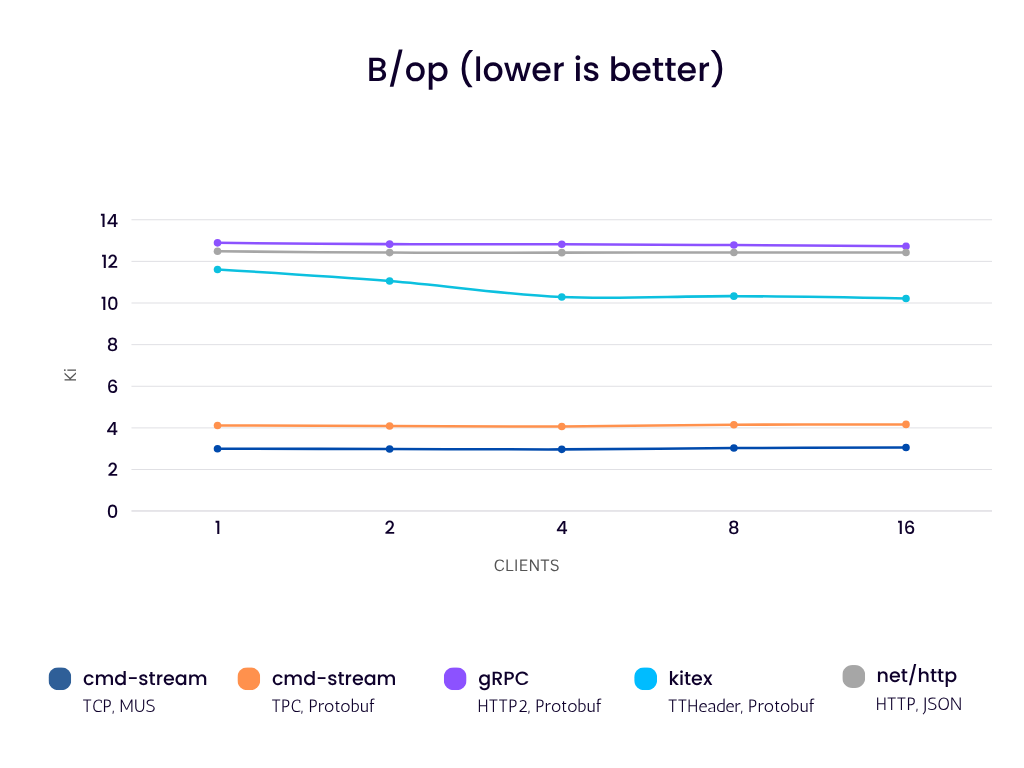 B/op (lower is better)
14
12
10
8
6
4
2
0
Ki
1 2 4 8 16
CLIENTS
cmd-stream cmd-stream gRPC kitex net/http
TCP, MUS TPC, Protobuf HTTP2, Protobuf TTHeader, Protobuf HTTP, JSON